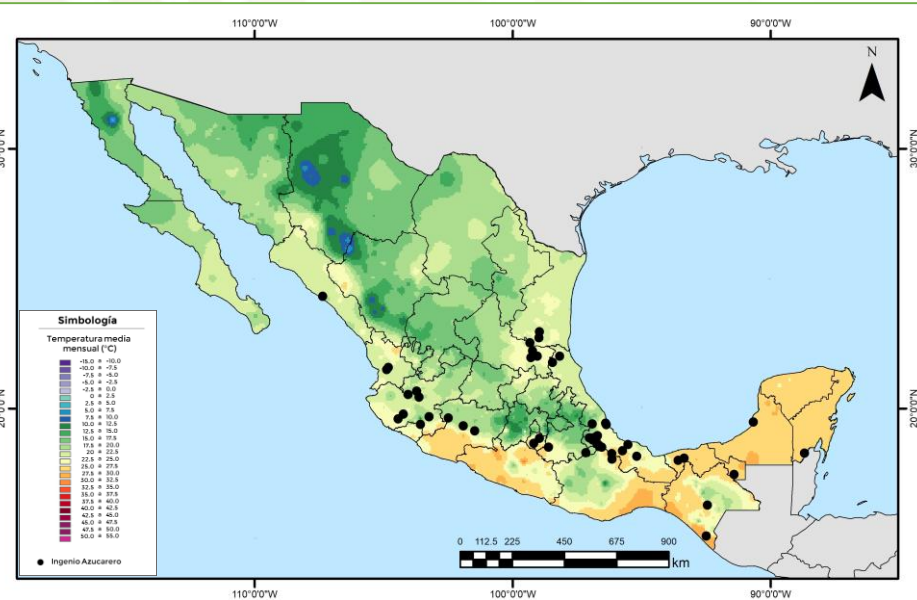 110°0'0"W 100°0'0"W 90°0'0"W
N
30°0'0"N 30°0'0"N
20°0'0"N 20°0'0"N
Simbología
Temperatura media
mensual (°C)
-15.0 a -10.0
-10.0 a -7.5
-7.5 a -5.0
-5.0 a -2.5
-2.5 a 0.0
0 a 2.5
2.5 a 5.0
5.0 a 7.5
7.5 a 10.0
10.0 a 12.5
12.5 a 15.0
15.0 a 17.5
17.5 a 20.0
20 a 22.5
22.5 a 25.0
25.0 a 27.5
27.5 a 30.0
30.0 a 32.5
32.5 a 35.0
35.0 a 37.5
37.5 a 40.0
40.0 a 42.5
42.5 a 45.0
45.0 a 47.5
47.5 a 50.0
50.0 a 55.0
Ingenio Azucarero
0 112.5 225 450 675 900
km
110°0'0"W 100°0'0"W 90°0'0"W